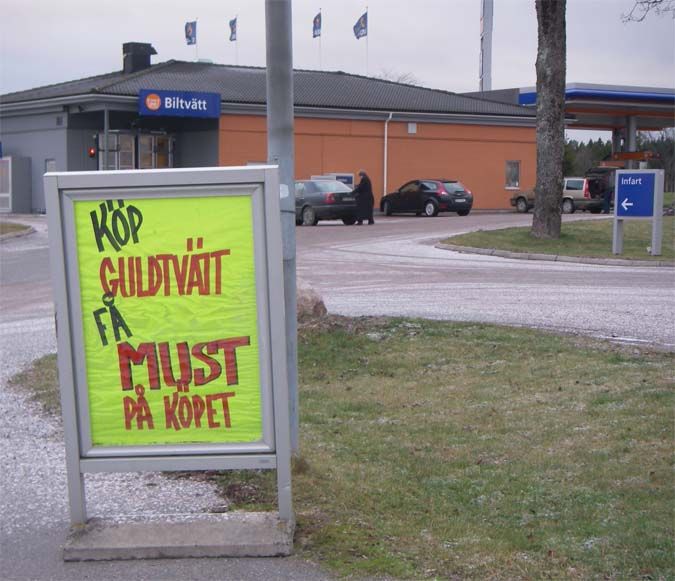 Biltvätt
Infart
KÖP
GULDTVÄTT
FÅ
MUST
PÅ KÖPET